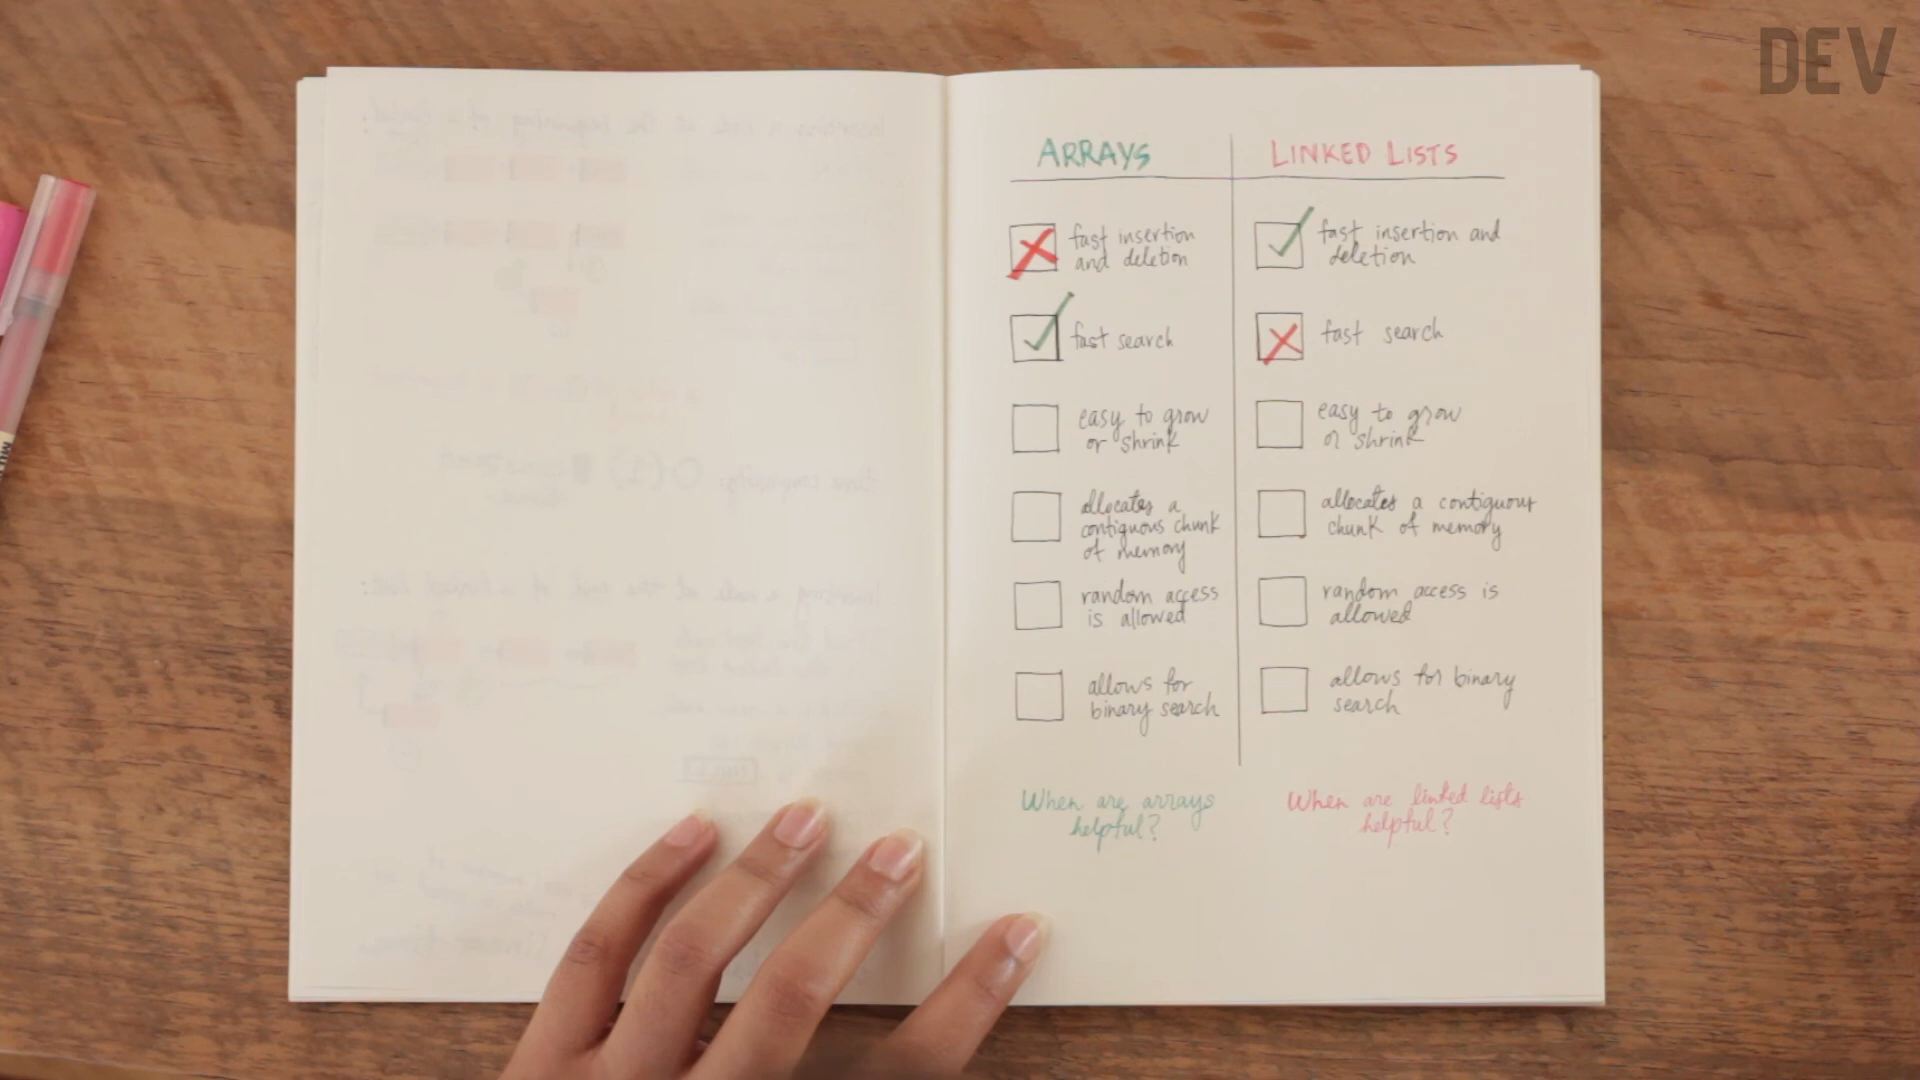 DEV
ARRAYS
fast insertion
and deletion
fast search
easy to grow
or shrink
allocates a
contiguous chunk
of memory
random access
is allowed
allows for
binary search
When are arrays
helpful?
LINKED LISTS
fast insertion and
deletion
fast search
easy to grow
or shrink
allocates a contiguous
chunk of memory
random access is
allowed
allows for binary
search
When are linked lists
helpful?